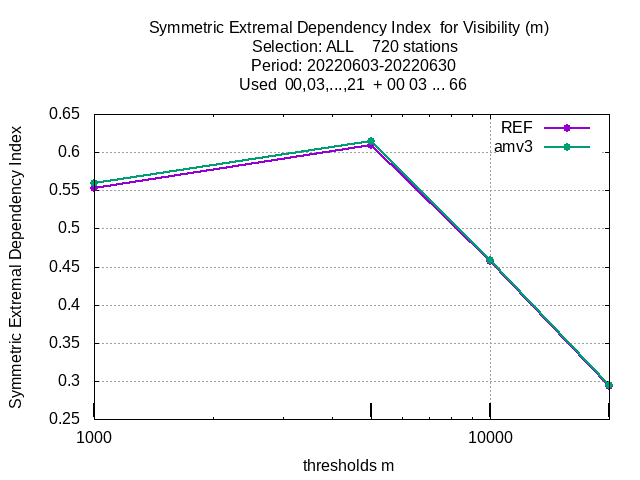 Symmetric Extremal Dependency Index  for Visibility (m)
Selection: ALL    720 stations
Period: 20220603-20220630
Used  00,03,...,21  + 00 03 ... 66
REF
amv3
Symmetric Extremal Dependency Index
0.65
0.6
0.55
0.5
0.45
0.4
0.35
0.3
0.25
1000
10000
thresholds m